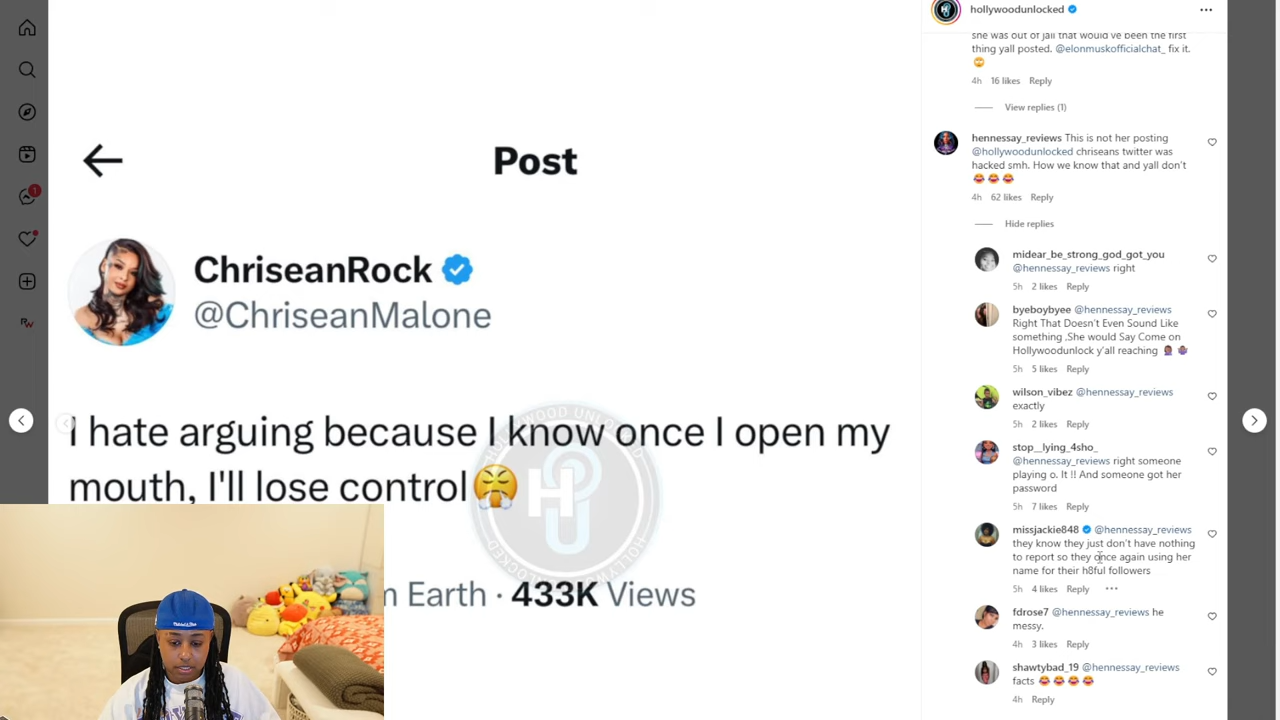 hollywoodunlocked
she was out of jail that would've been the first
thing yall posted. @elonmuskofficialchat_ fix it.
🙄
4h 16 likes Reply
View replies (1)
hennessay_reviews This is not her posting
@hollywoodunlocked chriseans twitter was
hacked smh. How we know that and yall don't
😂 😂 😂
4h 62 likes Reply
Hide replies
midear_be_strong_god_got_you
@hennessay_reviews right
5h 2 likes Reply
byeboybyee @hennessay_reviews
Right That Doesn't Even Sound Like
something ,She would Say Come on
Hollywoodunlock y'all reaching
5h 5 likes Reply
wilson_vibez @hennessay_reviews
exactly
5h 2 likes Reply
stop__lying_4sho_
@hennessay_reviews right someone
playing o. It !! And someone got her
password
5h 7 likes Reply
missjackie848 @hennessay_reviews
they know they just don't have nothing
to report so they once again using her
name for their h8ful followers
5h 4 likes Reply
fdrose7 @hennessay_reviews he
messy.
4h 3 likes Reply
shawtybad_19 @hennessay_reviews
facts 😂 😂 😂 😂
4h Reply
Post
ChriseanRock
@ChriseanMalone
I hate arguing because I know once I open my
mouth, I'll lose control😤
m Earth · 433K Views
HOLLYWOOD UNLOCKED
HU
1
RW